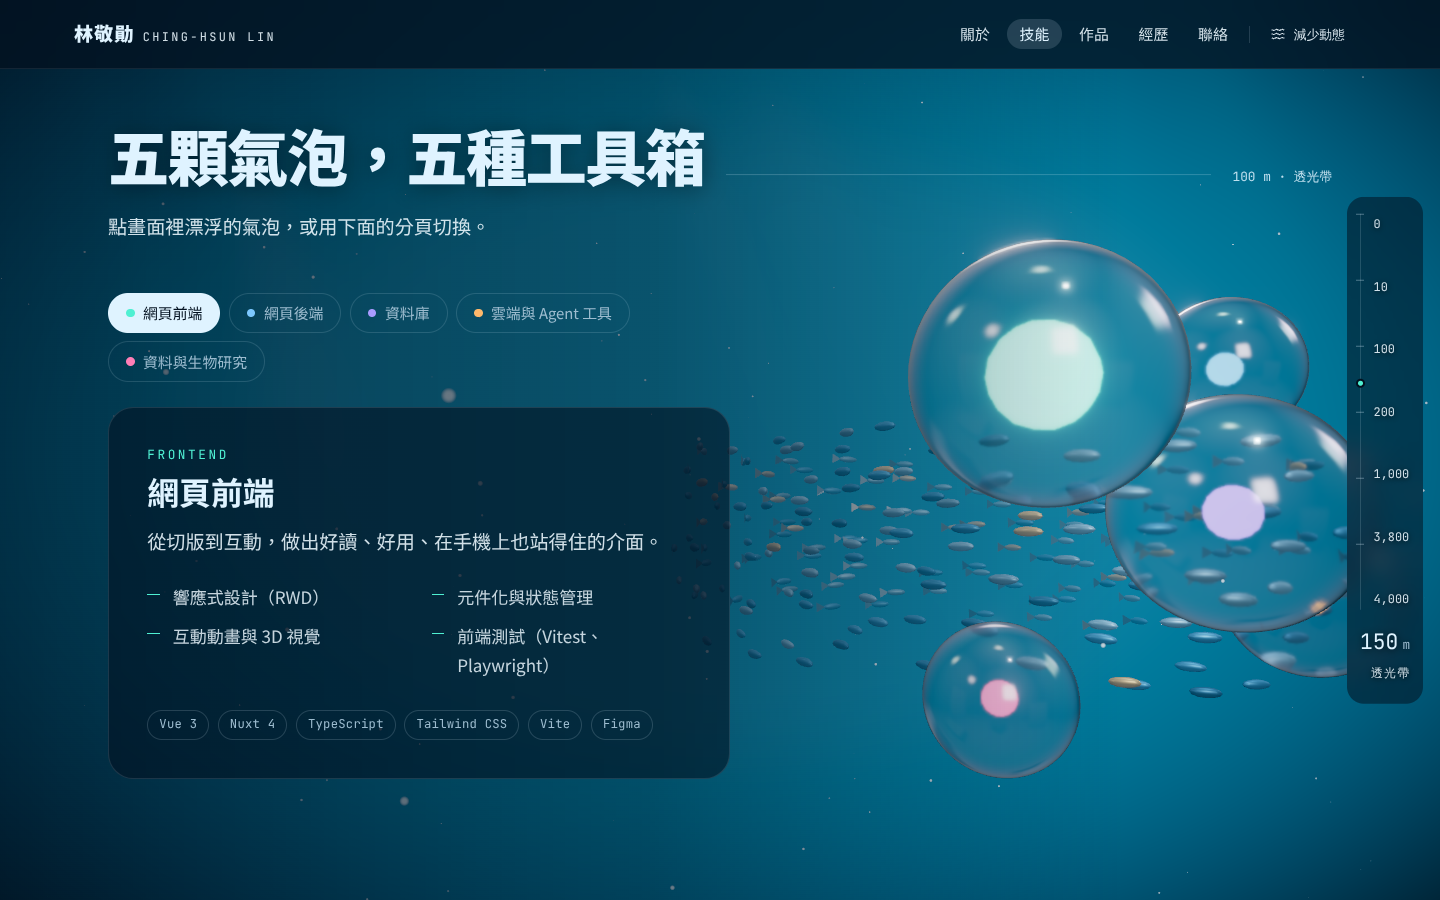 林敬勛 CHING-HSUN LIN
關於 技能 作品 經歷 聯絡 減少動態
五顆氣泡，五種工具箱
100 m · 透光帶
點畫面裡漂浮的氣泡，或用下面的分頁切換。
網頁前端 網頁後端 資料庫 雲端與 Agent 工具
資料與生物研究
FRONTEND
網頁前端
從切版到互動，做出好讀、好用、在手機上也站得住的介面。
響應式設計（RWD）
元件化與狀態管理
互動動畫與 3D 視覺
前端測試（Vitest、
Playwright）
Vue 3 Nuxt 4 TypeScript Tailwind CSS Vite Figma
0
10
100
200
1,000
3,800
4,000
150 m
透光帶